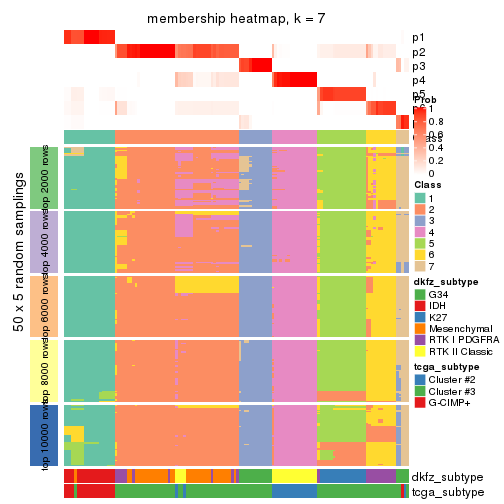 membership heatmap, k = 7
p1
p2
p3
p4
p5
Prob
1
0.8
0.6
0.4
0.2
0
Class
1
2
3
4
5
6
7
dkfz_subtype
G34
IDH
K27
Mesenchymal
RTK I PDGFRA
RTK II Classic
tcga_subtype
Cluster #2
Cluster #3
G-CIMP+
50 x 5 random samplings
top 2000 rows
top 4000 rows
top 6000 rows
top 8000 rows
top 10000 rows
dkfz_subtype
tcga_subtype